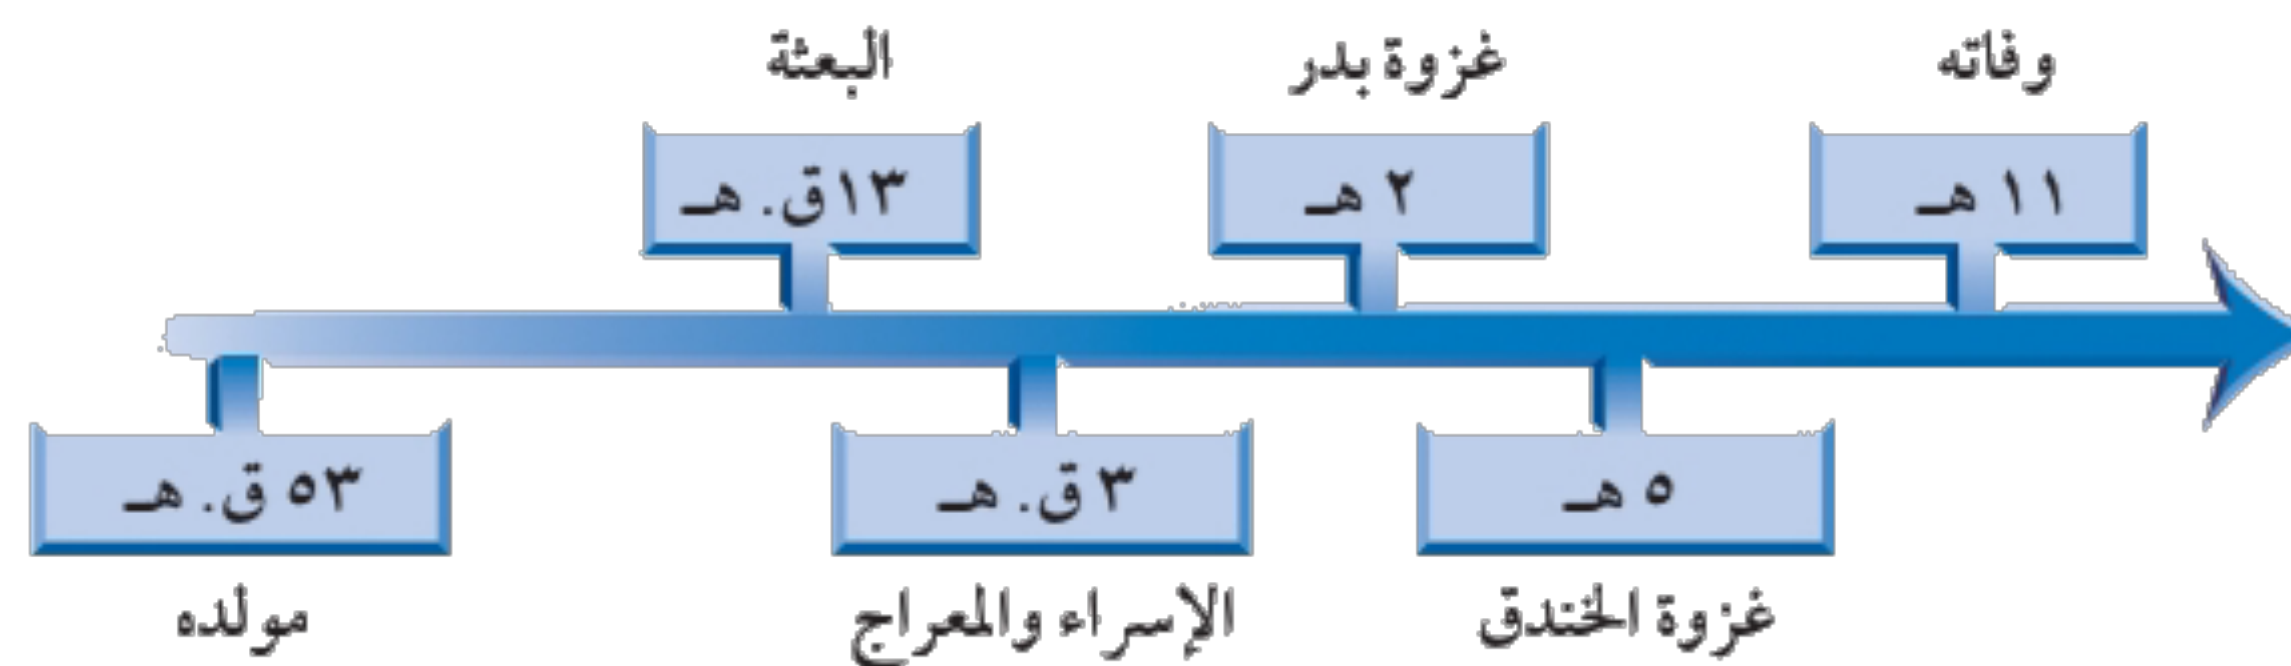 البعثة
غزوة بدر
وفاته
١٣ ق. هـ
٢ هـ
١١ هـ
٥٣ ق. هـ
٣ ق. هـ
٥ هـ
مولده
الإسراء والمعراج
غزوة الخندق